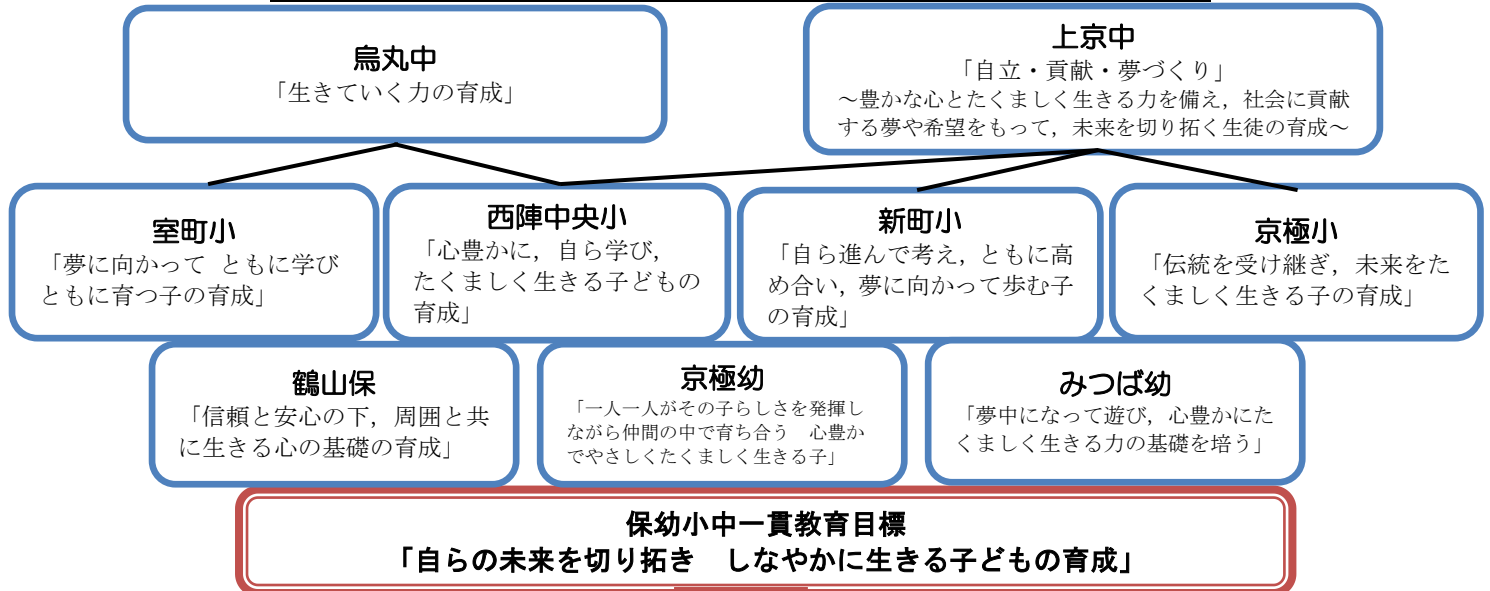 烏丸中
「生きていく力の育成」
上京中
「自立・貢献・夢づくり」
～豊かな心とたくましく生きる力を備え，社会に貢献
する夢や希望をもって，未来を切り拓く生徒の育成～
室町小
「夢に向かって ともに学び
ともに育つ子の育成」
西陣中央小
「心豊かに，自ら学び，
たくましく生きる子どもの
育成」
新町小
「自ら進んで考え，ともに高
め合い，夢に向かって歩む子
の育成」
京極小
「伝統を受け継ぎ，未来をた
くましく生きる子の育成」
鶴山保
「信頼と安心の下，周囲と共
に生きる心の基礎の育成」
京極幼
「一人一人がその子らしさを発揮し
ながら仲間の中で育ち合う　心豊か
でやさしくたくましく生きる子」
みつば幼
「夢中になって遊び，心豊かにた
くましく生きる力の基礎を培う」
保幼小中一貫教育目標
「自らの未来を切り拓き　しなやかに生きる子どもの育成」